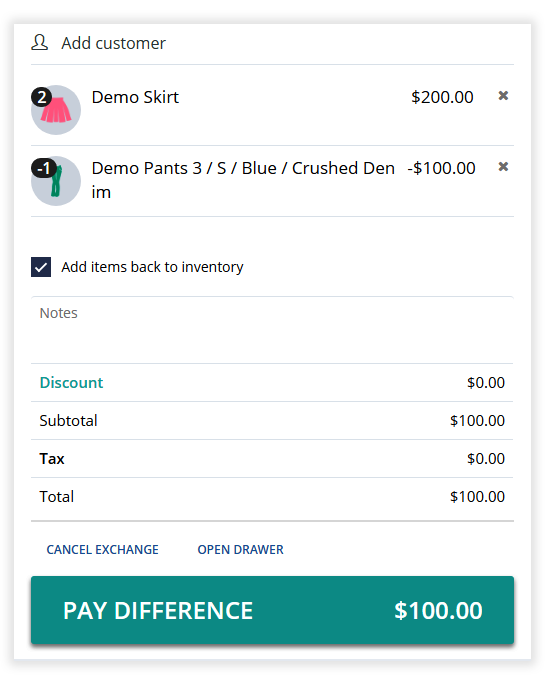 Add customer
2 Demo Skirt $200.00 ×
-1 Demo Pants 3 / S / Blue / Crushed Den -$100.00 ×
im
Add items back to inventory
Notes
Discount $0.00
Subtotal $100.00
Tax $0.00
Total $100.00
CANCEL EXCHANGE OPEN DRAWER
PAY DIFFERENCE $100.00